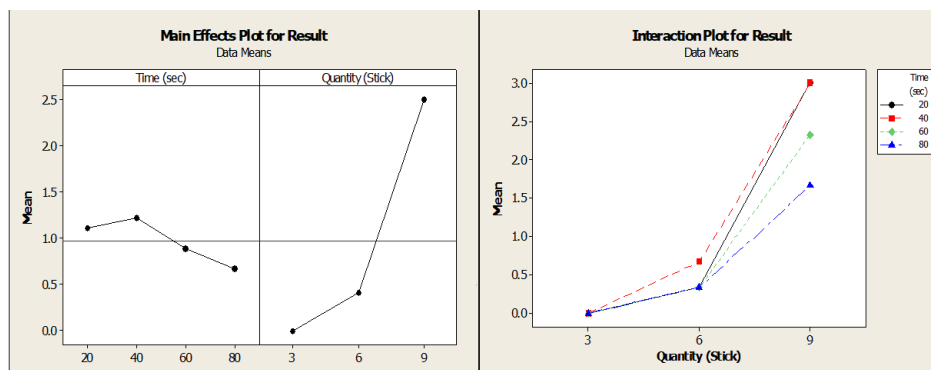 Main Effects Plot for Result
Data Means
Time (sec)
Quantity (Stick)
2.5
2.0
1.5
1.0
0.5
0.0
Mean
20 40 60 80 3 6 9
Interaction Plot for Result
Data Means
3.0
2.5
2.0
1.5
1.0
0.5
0.0
Mean
3 6 9
Quantity (Stick)
Time
(sec)
20
40
60
80